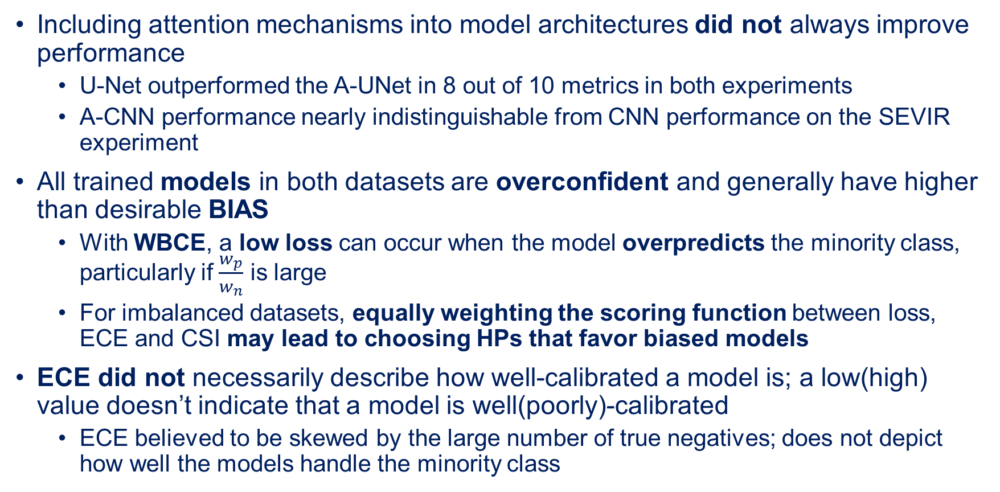 • Including attention mechanisms into model architectures did not always improve
performance
• U-Net outperformed the A-UNet in 8 out of 10 metrics in both experiments
• A-CNN performance nearly indistinguishable from CNN performance on the SEVIR
experiment
• All trained models in both datasets are overconfident and generally have higher
than desirable BIAS
• With WBCE, a low loss can occur when the model overpredicts the minority class,
particularly if $\frac{w_p}{w_n}$ is large
• For imbalanced datasets, equally weighting the scoring function between loss,
ECE and CSI may lead to choosing HPs that favor biased models
• ECE did not necessarily describe how well-calibrated a model is; a low(high)
value doesn’t indicate that a model is well(poorly)-calibrated
• ECE believed to be skewed by the large number of true negatives; does not depict
how well the models handle the minority class